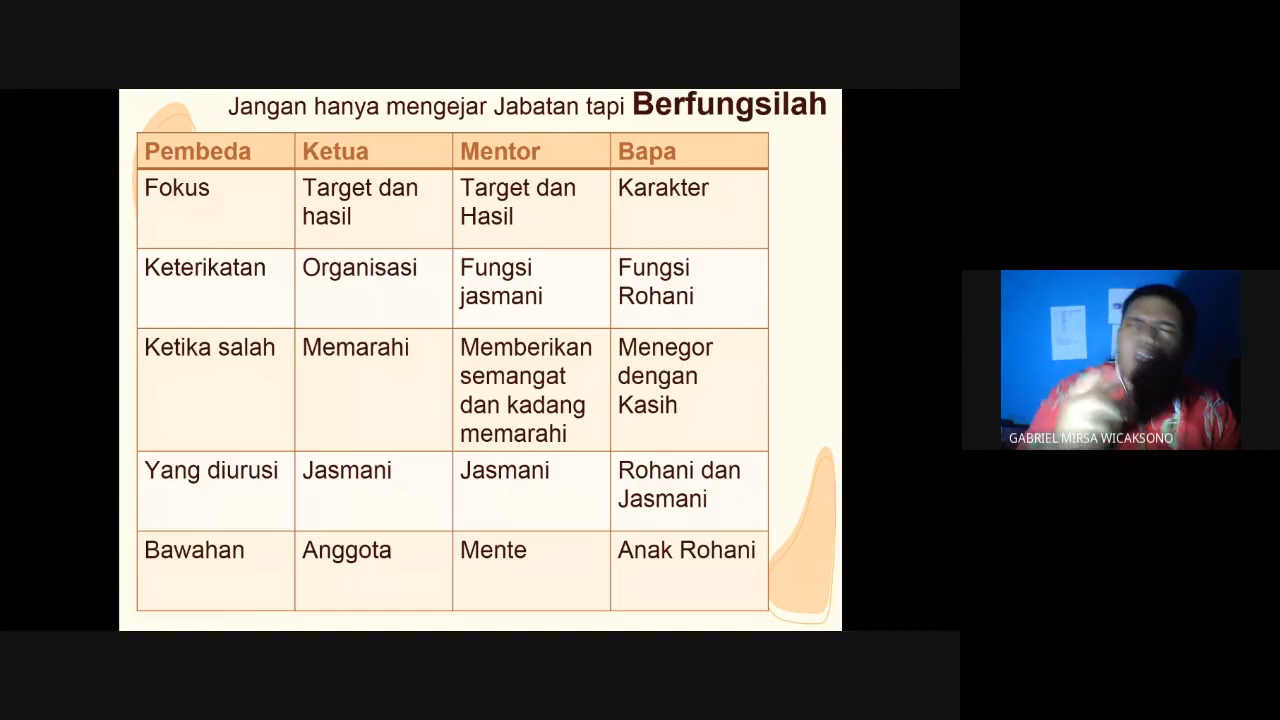 Jangan hanya mengejar Jabatan tapi Berfungsilah
Pembeda Ketua Mentor Bapa
Fokus
Target dan
hasil
Target dan
Hasil
Karakter
Keterikatan
Organisasi
Fungsi
jasmani
Fungsi
Rohani
Ketika salah
Memarahi
Memberikan
semangat
dan kadang
memarahi
Menegor
dengan
Kasih
Yang diurusi
Jasmani
Jasmani
Rohani dan
Jasmani
Bawahan
Anggota
Mente
Anak Rohani
GABRIEL MIRSA WICAKSONO